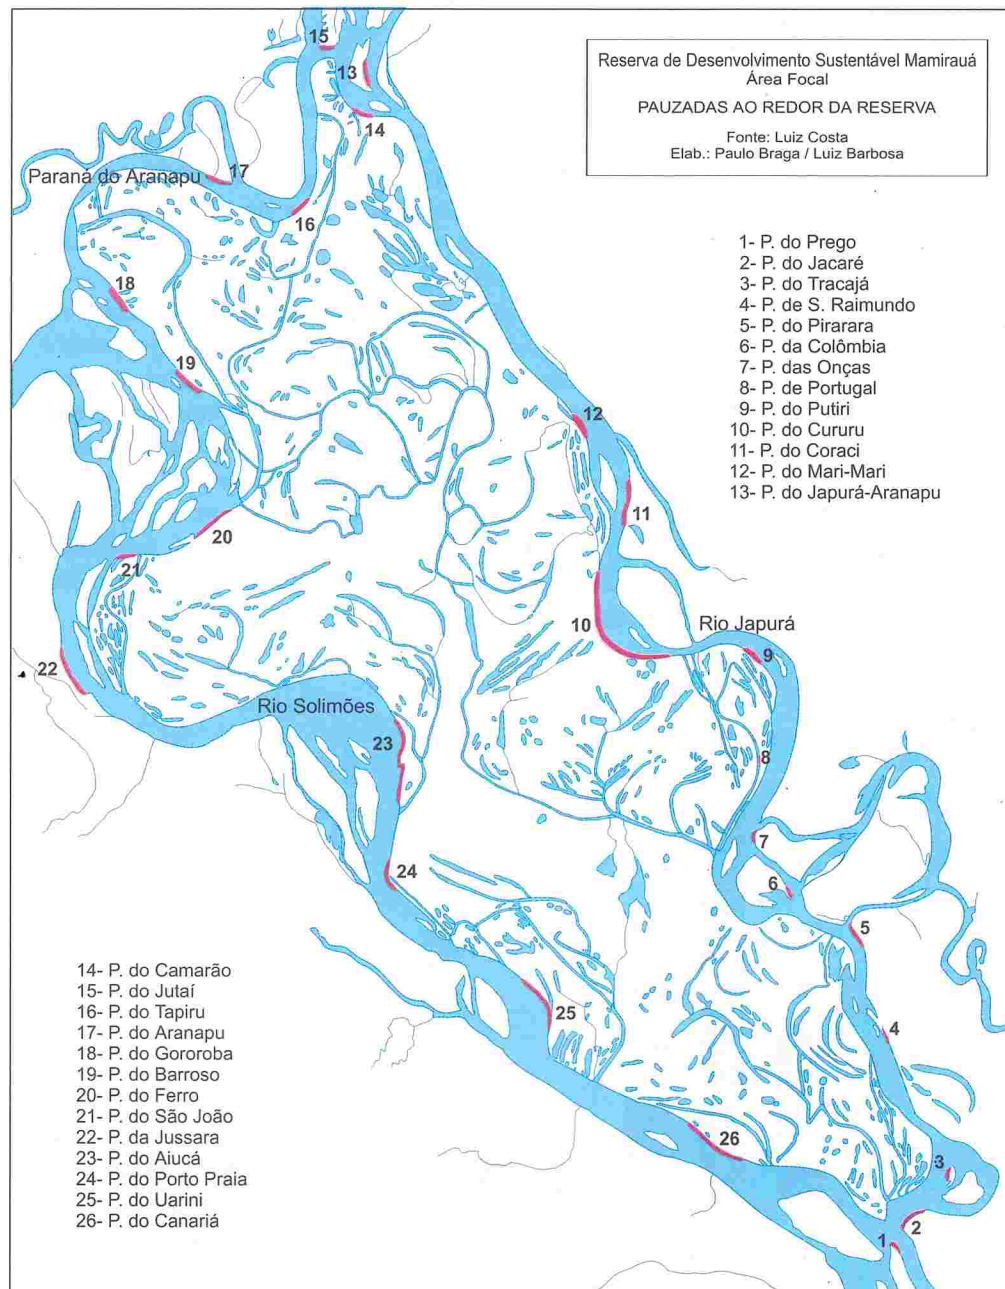 Reserva de Desenvolvimento Sustentável Mamirauá
Área Focal
PAUZADAS AO REDOR DA RESERVA
Fonte: Luiz Costa
Elab.: Paulo Braga / Luiz Barbosa
15
13
14
17
Paraná do Aranapu
16
18
19
12
11
20
21
22
10
Rio Japurá
9
Rio Solimões
23
8
7
6
24
5
25
4
26
3
2
1
1- P. do Prego
2- P. do Jacaré
3- P. do Tracajá
4- P. de S. Raimundo
5- P. do Pirarara
6- P. da Colômbia
7- P. das Onças
8- P. de Portugal
9- P. do Putiri
10- P. do Cururu
11- P. do Coraci
12- P. do Mari-Mari
13- P. do Japurá-Aranapu
14- P. do Camarão
15- P. do Jutaí
16- P. do Tapiru
17- P. do Aranapu
18- P. do Gororoba
19- P. do Barroso
20- P. do Ferro
21- P. do São João
22- P. da Jussara
23- P. do Aiucá
24- P. do Porto Praia
25- P. do Uarini
26- P. do Canariá